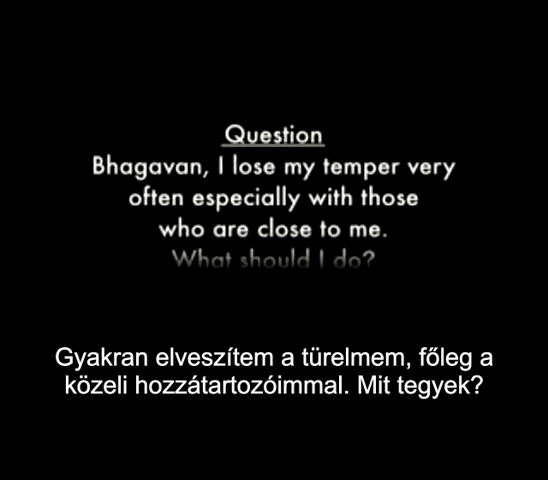 Question
Bhagavan, I lose my temper very
often especially with those
who are close to me.
What should I do?
Gyakran elveszítem a türelmem, főleg a
közeli hozzátartozóimmal. Mit tegyek?